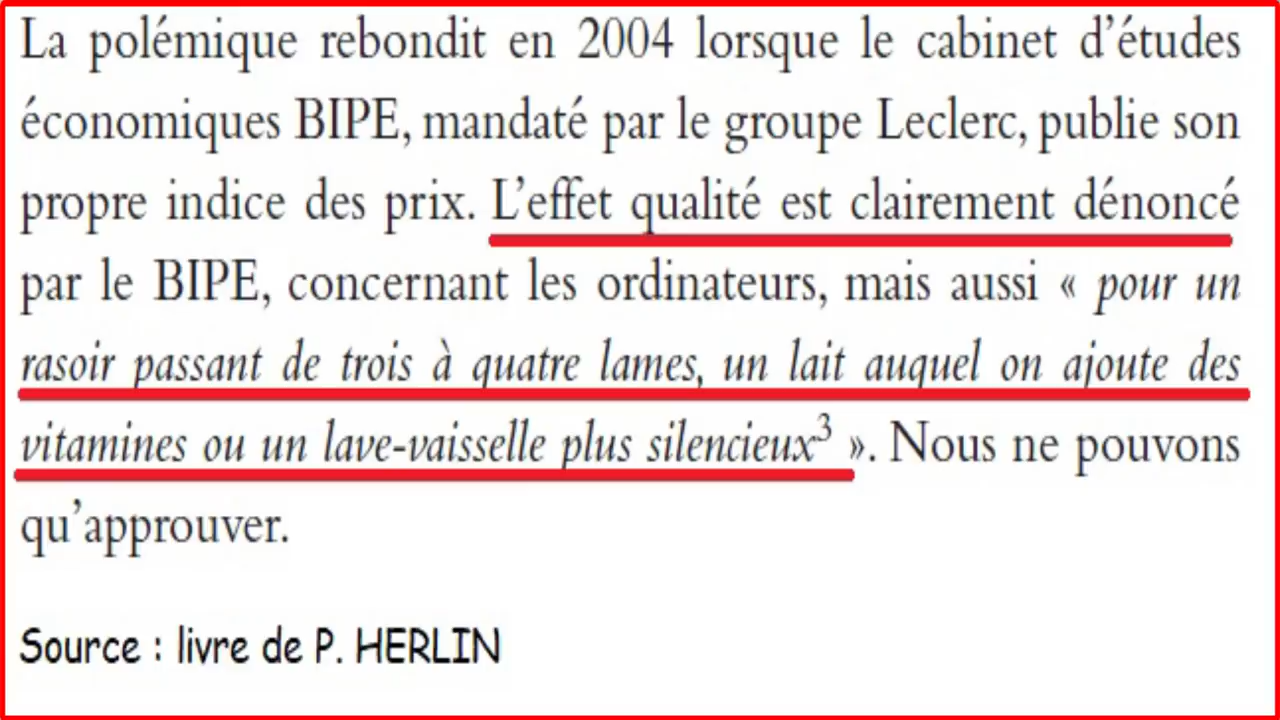 La polémique rebondit en 2004 lorsque le cabinet d’études
économiques BIPE, mandaté par le groupe Leclerc, publie son
propre indice des prix. L’effet qualité est clairement dénoncé
par le BIPE, concernant les ordinateurs, mais aussi « pour un
rasoir passant de trois à quatre lames, un lait auquel on ajoute des
vitamines ou un lave-vaisselle plus silencieux³ ». Nous ne pouvons
qu’approuver.
Source : livre de P. HERLIN